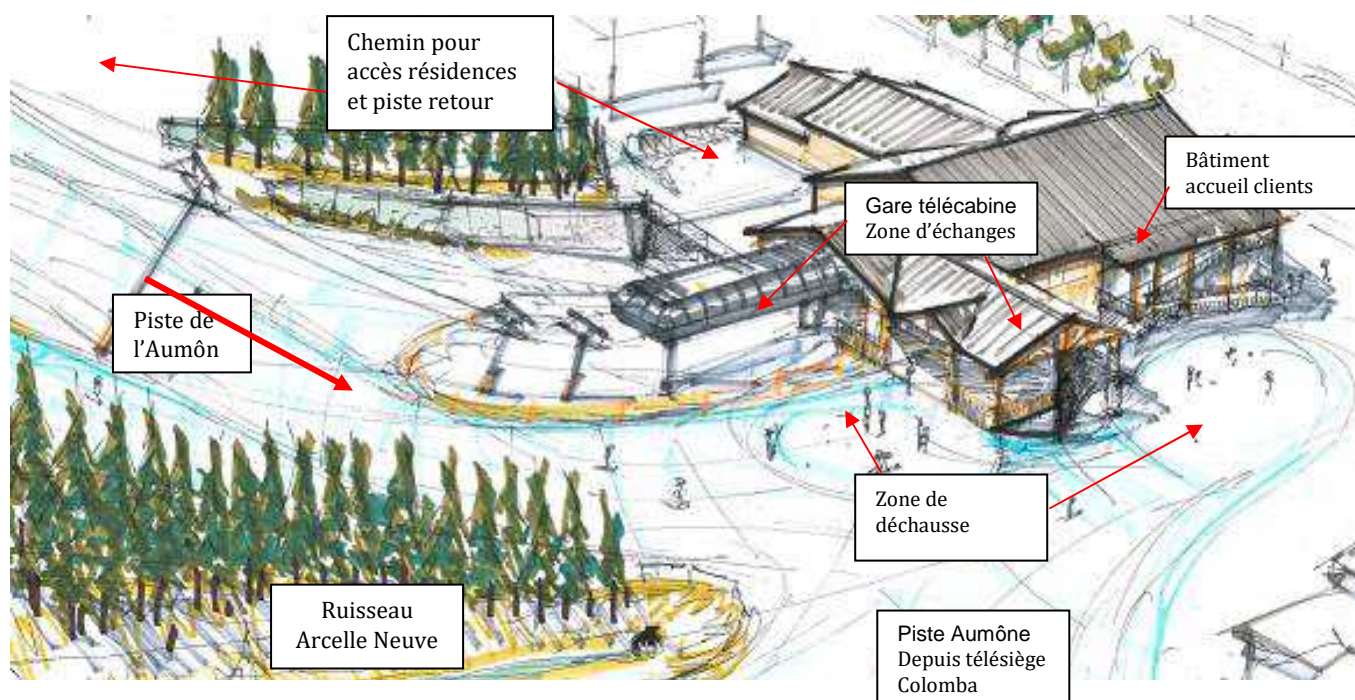 Chemin pour
accès résidences
et piste retour
Bâtiment
accueil clients
Gare télécabine
Zone d'échanges
Piste de
l'Aumôn
Zone de
déchausse
Ruisseau
Arcelle Neuve
Piste Aumône
Depuis télésiège
Colomba